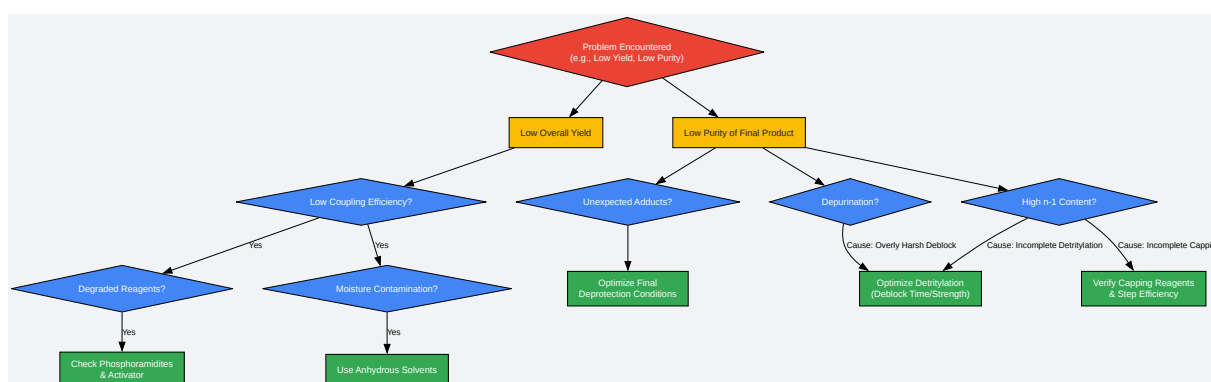 Problem Encountered
(e.g., Low Yield, Low Purity)
Low Overall Yield
Low Purity of Final Product
Low Coupling Efficiency?
Unexpected Adducts?
Depurination?
High n-1 Content?
Yes
Yes
Cause: Overly Harsh Deblock
Cause: Incomplete Detritylation
Cause: Incomplete
Degraded Reagents?
Moisture Contamination?
Optimize Final
Deprotection Conditions
Optimize Detritylation
(Deblock Time/Strength)
Verify Capping Reagents
& Step Efficiency
Yes
Yes
Check Phosphoramidites
& Activator
Use Anhydrous Solvents